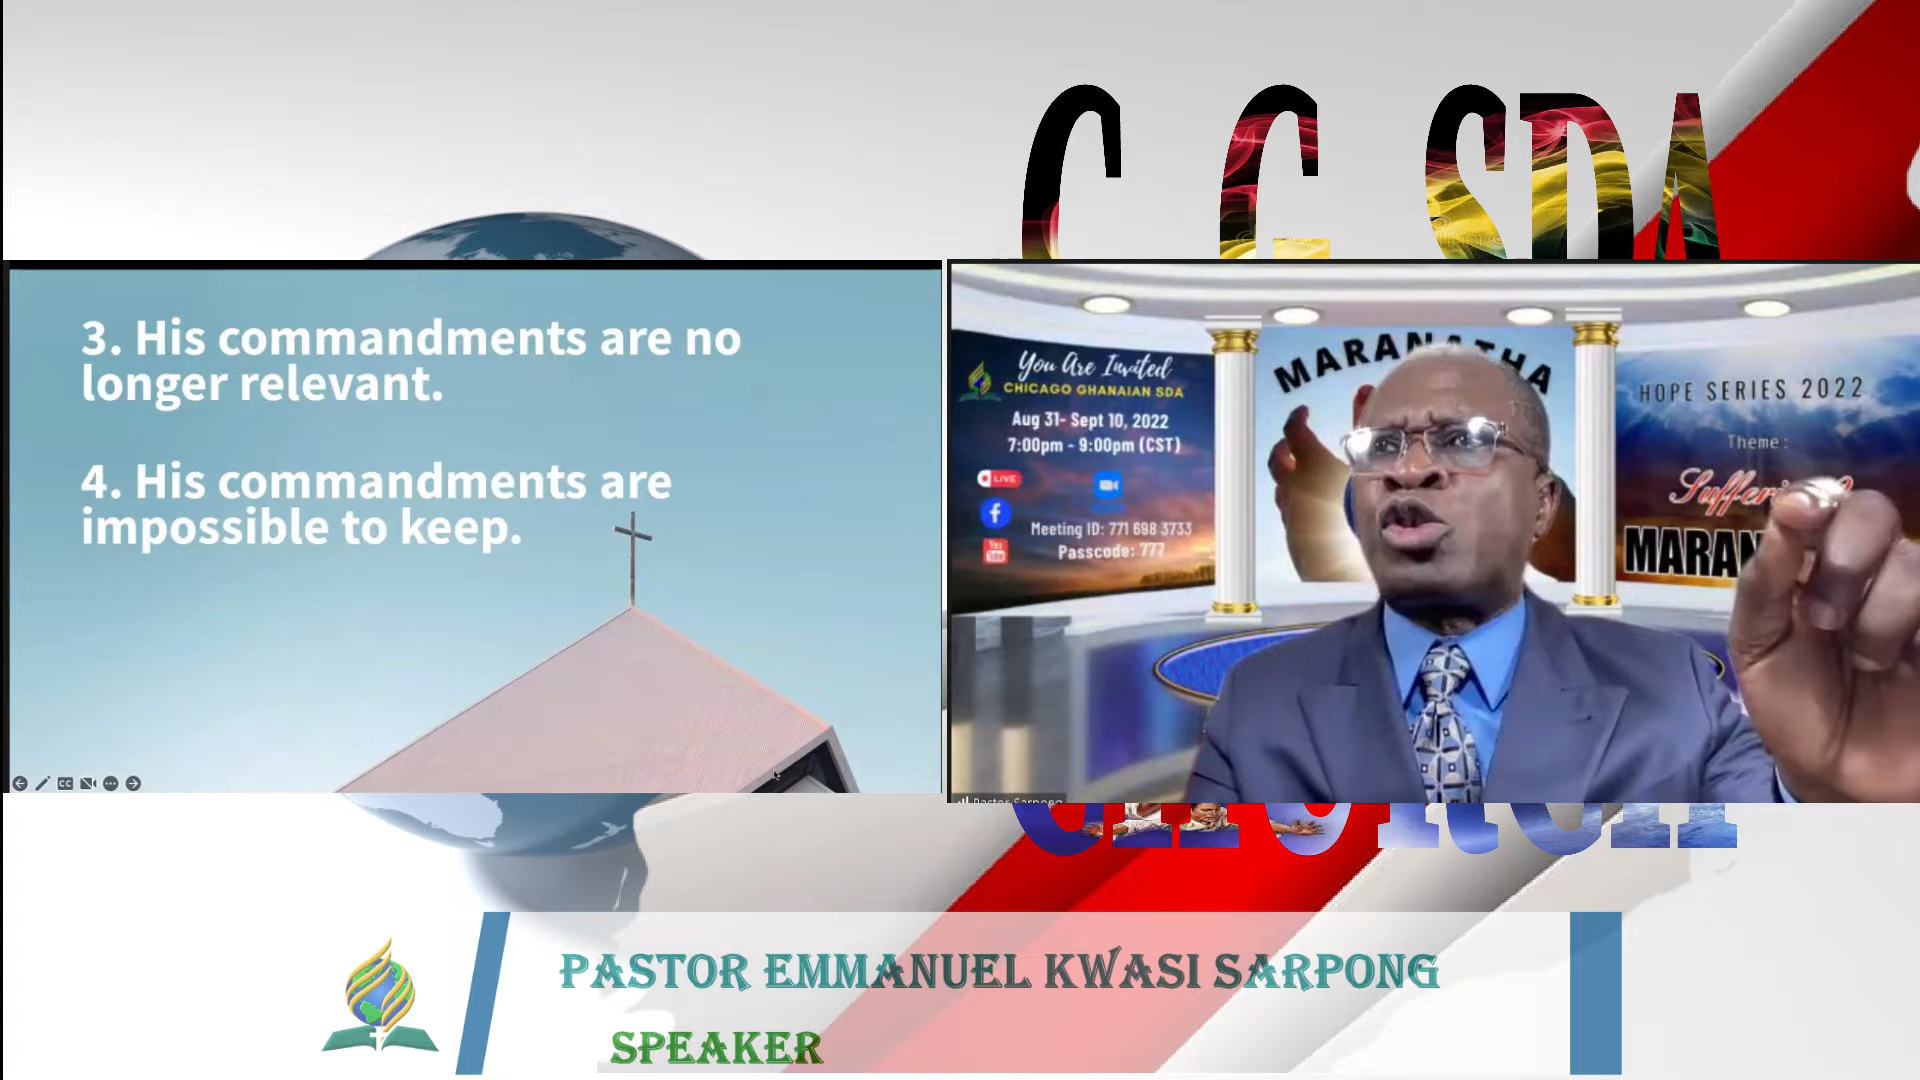 C G SDA
3. His commandments are no
longer relevant.
4. His commandments are
impossible to keep.
You Are Invited
CHICAGO GHANAIAN SDA
Aug 31- Sept 10, 2022
7:00pm - 9:00pm (CST)
LIVE
Meeting ID: 771 698 3733
Passcode: 777
MARANATHA
HOPE SERIES 2022
Theme :
PASTOR EMMANUEL KWASI SARPONG
SPEAKER